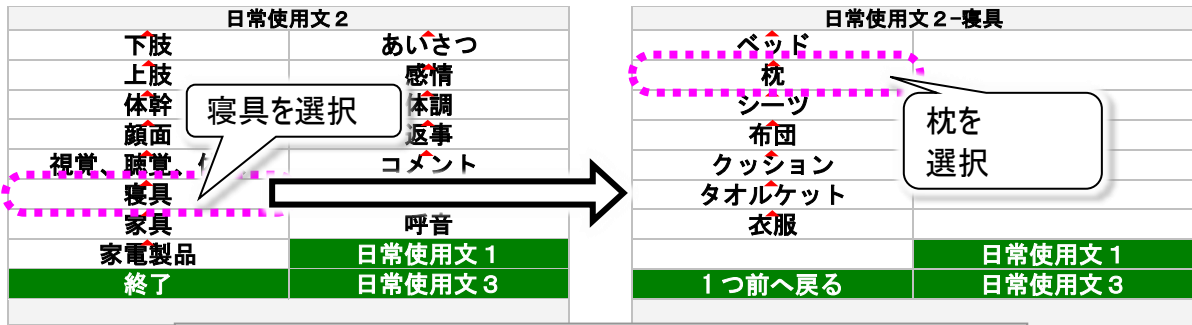 日常使用文2
下肢 あいさつ
上肢 感情
体幹 体調
顔面 返事
視覚、聴覚、 コメント
寝具
家具 呼音
家電製品 日常使用文1
終了 日常使用文3
寝具を選択
日常使用文2-寝具
ベッド
枕
シーツ
布団
クッション
タオルケット
衣服
日常使用文1
1つ前へ戻る 日常使用文3
枕を
選択